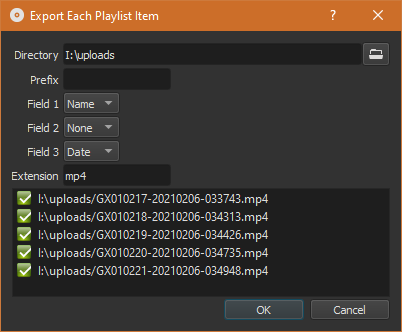 Export Each Playlist Item
Directory I:\uploads
Prefix
Field 1 Name
Field 2 None
Field 3 Date
Extension mp4
I:\uploads/GX010217-20210206-033743.mp4
I:\uploads/GX010218-20210206-034313.mp4
I:\uploads/GX010219-20210206-034426.mp4
I:\uploads/GX010220-20210206-034735.mp4
I:\uploads/GX010221-20210206-034948.mp4
OK Cancel